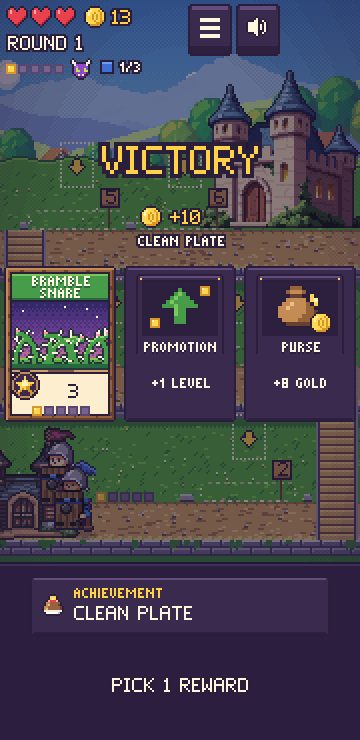 13
ROUND 1
1/3
VICTORY
5
6
+10
CLEAN PLATE
BRAMBLE
SNARE
3
PROMOTION
+1 LEVEL
PURSE
+8 GOLD
2
ACHIEVEMENT
CLEAN PLATE
PICK 1 REWARD